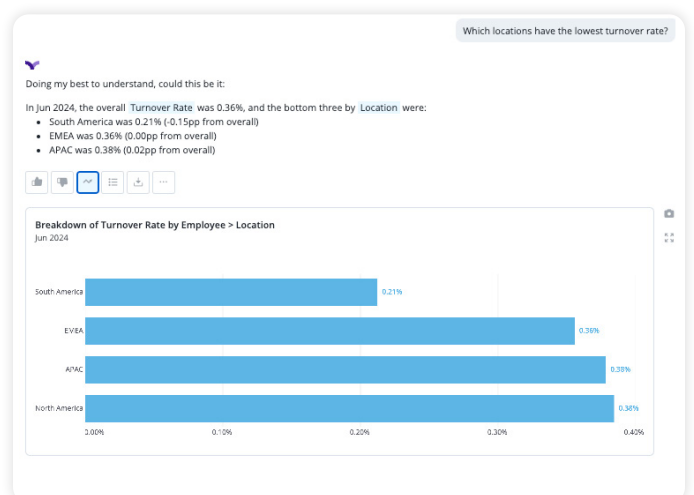 Which locations have the lowest turnover rate?
Doing my best to understand, could this be it:
In Jun 2024, the overall Turnover Rate was 0.36%, and the bottom three by Location were:
• South America was 0.21% (-0.15pp from overall)
• EMEA was 0.36% (0.00pp from overall)
• APAC was 0.38% (0.02pp from overall)
Breakdown of Turnover Rate by Employee > Location
Jun 2024
South America
0.21%
EMEA
0.36%
APAC
0.38%
North America
0.38%
0.00%
0.10%
0.20%
0.30%
0.40%